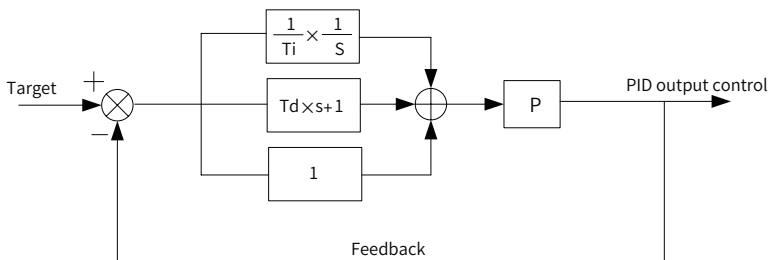 1/Ti × 1/S
+
Target
Td×s+1
P
PID output control
−
1
Feedback